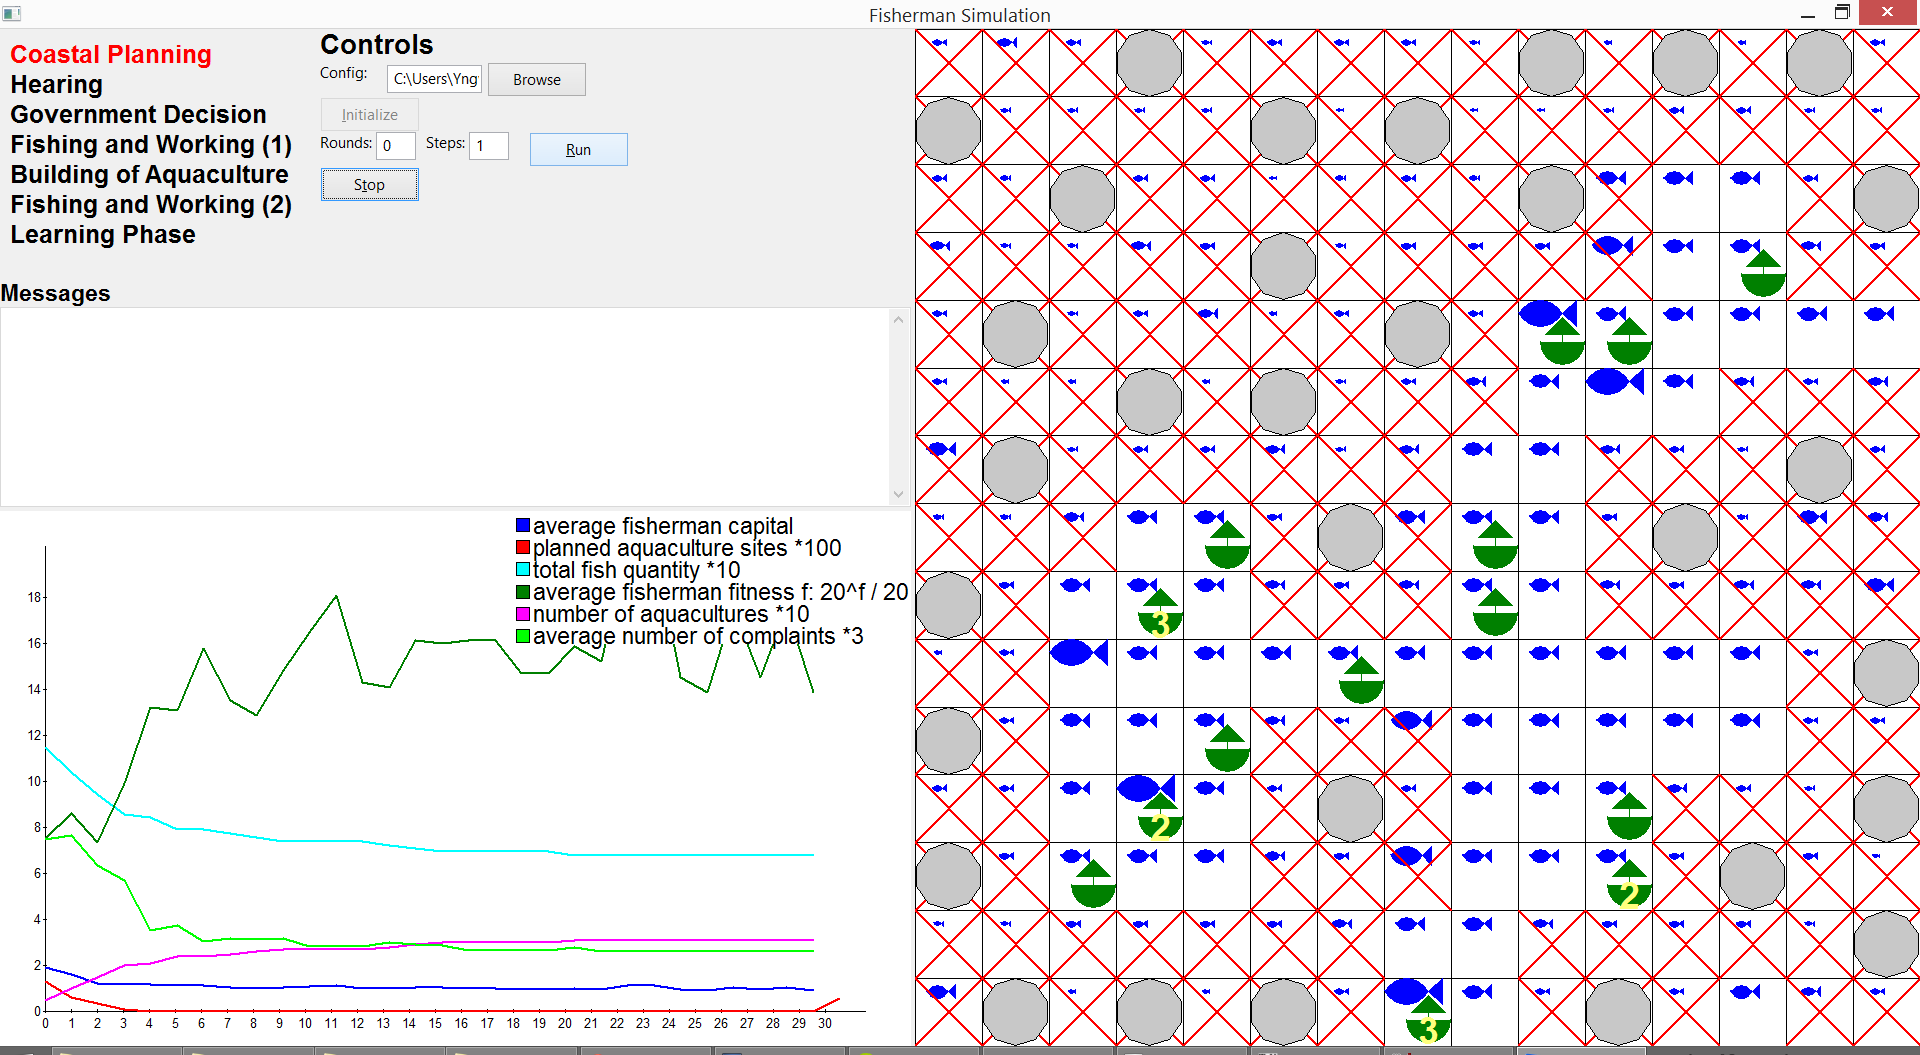 Fisherman Simulation
Coastal Planning
Hearing
Government Decision
Fishing and Working (1)
Building of Aquaculture
Fishing and Working (2)
Learning Phase
Controls
Config: C:\Users\Yng Browse
Initialize
Rounds: 0 Steps: 1 Run
Stop
Messages
average fisherman capital
planned aquaculture sites *100
total fish quantity *10
average fisherman fitness f: 20^f / 20
number of aquacultures *10
average number of complaints *3
18
16
14
12
10
8
6
4
2
0
0 1 2 3 4 5 6 7 8 9 10 11 12 13 14 15 16 17 18 19 20 21 22 23 24 25 26 27 28 29 30
3
2
2
3